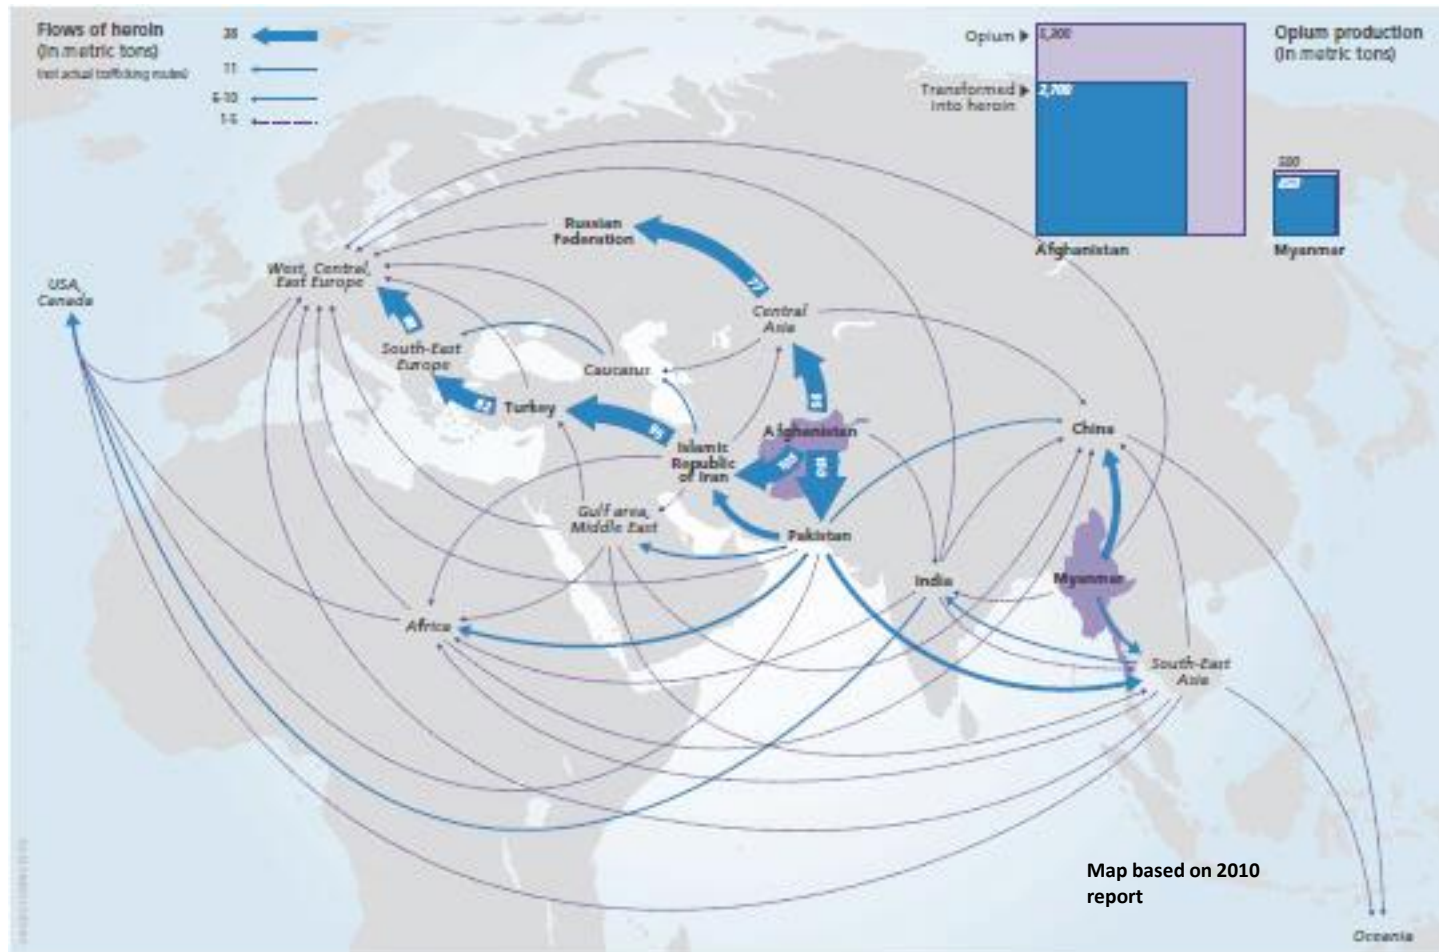 Flows of heroin
(in metric tons)
(not actual trafficking routes)
38
11
6-10
1-5
Opium
Transformed
into heroin
2,700
Opium production
(in metric tons)
Afghanistan
Myanmar
Russian
Federation
West, Central,
East Europe
USA,
Canada
77
Central
Asia
South-East
Europe
Caucasus
Turkey
82
95
Afghanistan
China
Islamic
Republic
of Iran
Gulf area,
Middle East
Pakistan
India
Myanmar
Africa
South-East
Asia
Map based on 2010
report
Oceania